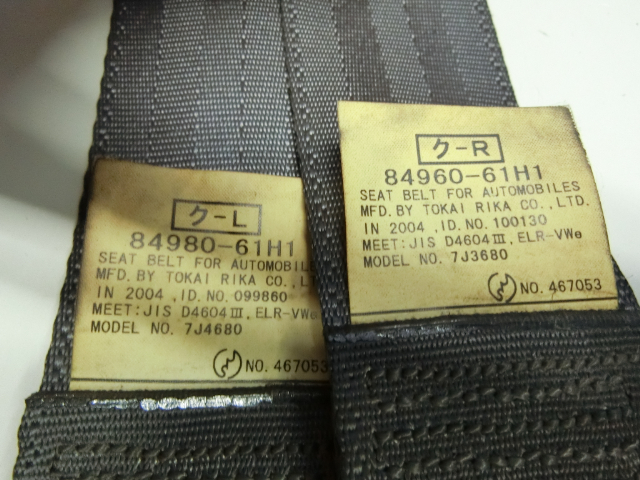 ク-L
84980-61H1
SEAT BELT FOR AUTOMOBILES
MFD. BY TOKAI RIKA CO., L
IN 2004 ,ID.NO.099860
MEET:JIS D4604Ⅲ,ELR-VWe
MODEL NO. 7J4680
NO. 467053
ク-R
84960-61H1
SEAT BELT FOR AUTOMOBILES
MFD. BY TOKAI RIKA CO., LTD.
IN 2004 ,ID.NO.100130
MEET:JIS D4604Ⅲ,ELR-VWe
MODEL NO. 7J3680
NO. 467053